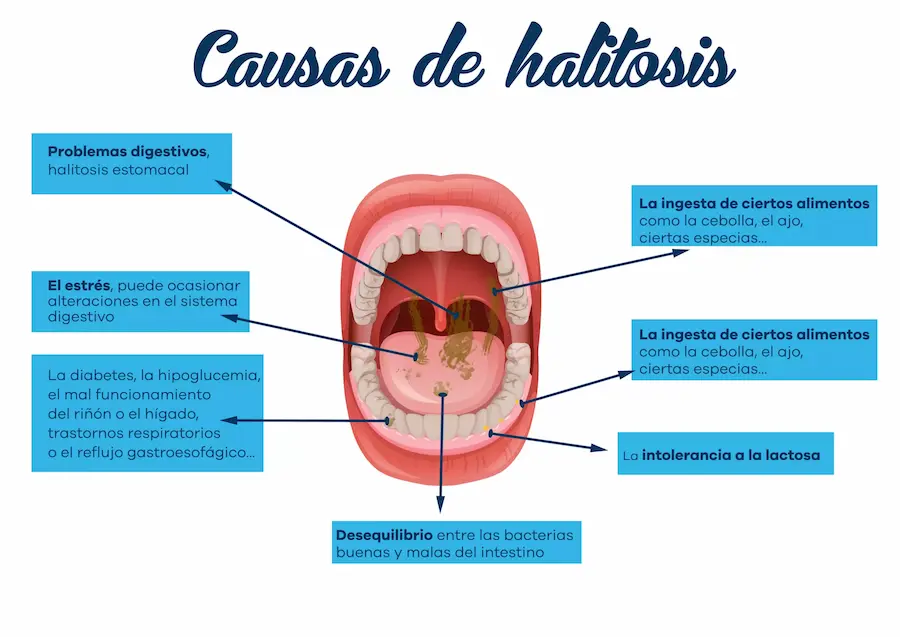 Causas de halitosis
Problemas digestivos,
halitosis estomacal
La ingesta de ciertos alimentos
como la cebolla, el ajo,
ciertas especias...
El estrés, puede ocasionar
alteraciones en el sistema
digestivo
La ingesta de ciertos alimentos
como la cebolla, el ajo,
ciertas especias...
La diabetes, la hipoglucemia,
el mal funcionamiento
del riñón o el hígado,
trastornos respiratorios
o el reflujo gastroesofágico...
La intolerancia a la lactosa
Desequilibrio entre las bacterias
buenas y malas del intestino